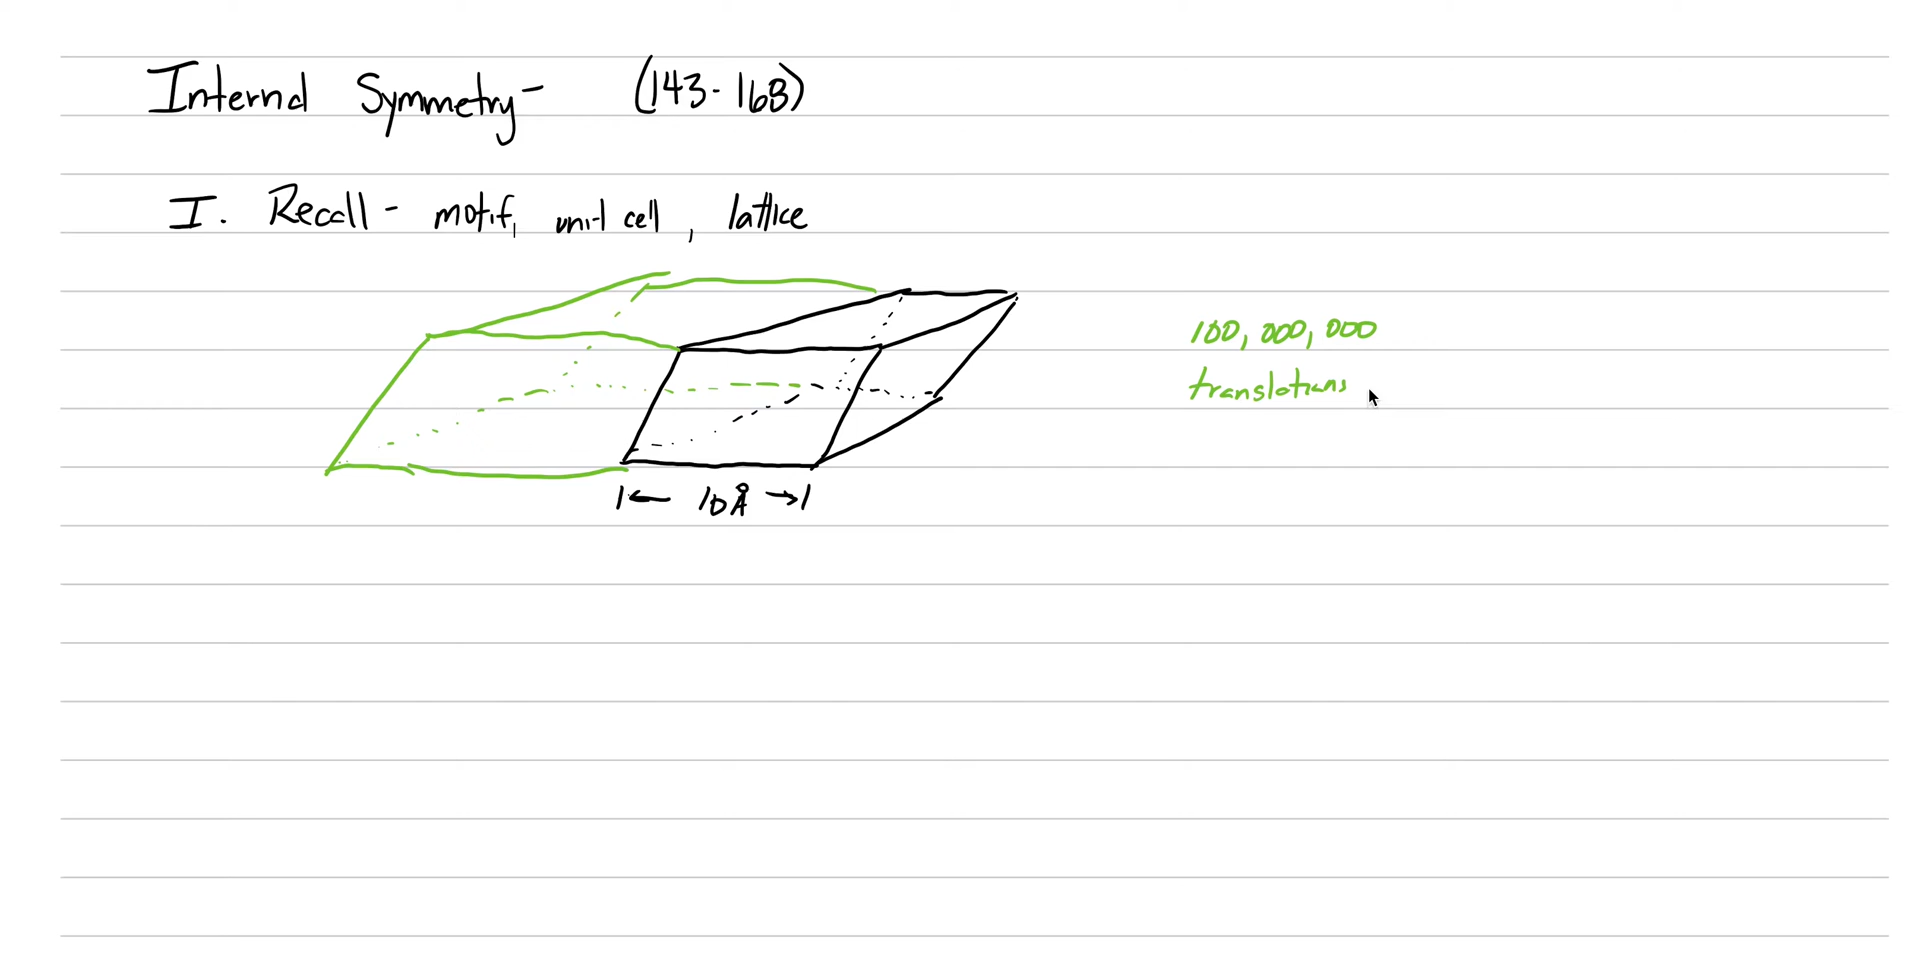 Internal Symmetry- (143-168)
I. Recall - motif, unit cell, lattice
100,000,000
translations
|← 10Å →|